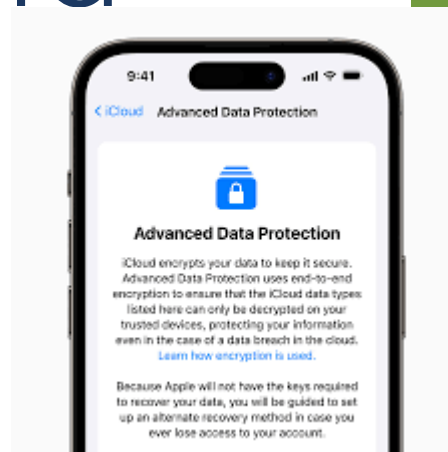 9:41
iCloud Advanced Data Protection
Advanced Data Protection
iCloud encrypts your data to keep it secure.
Advanced Data Protection uses end-to-end
encryption to ensure that the iCloud data types
listed here can only be decrypted on your
trusted devices, protecting your information
even in the case of a data breach in the cloud.
Learn how encryption is used.
Because Apple will not have the keys required
to recover your data, you will be guided to set
up an alternate recovery method in case you
ever lose access to your account.